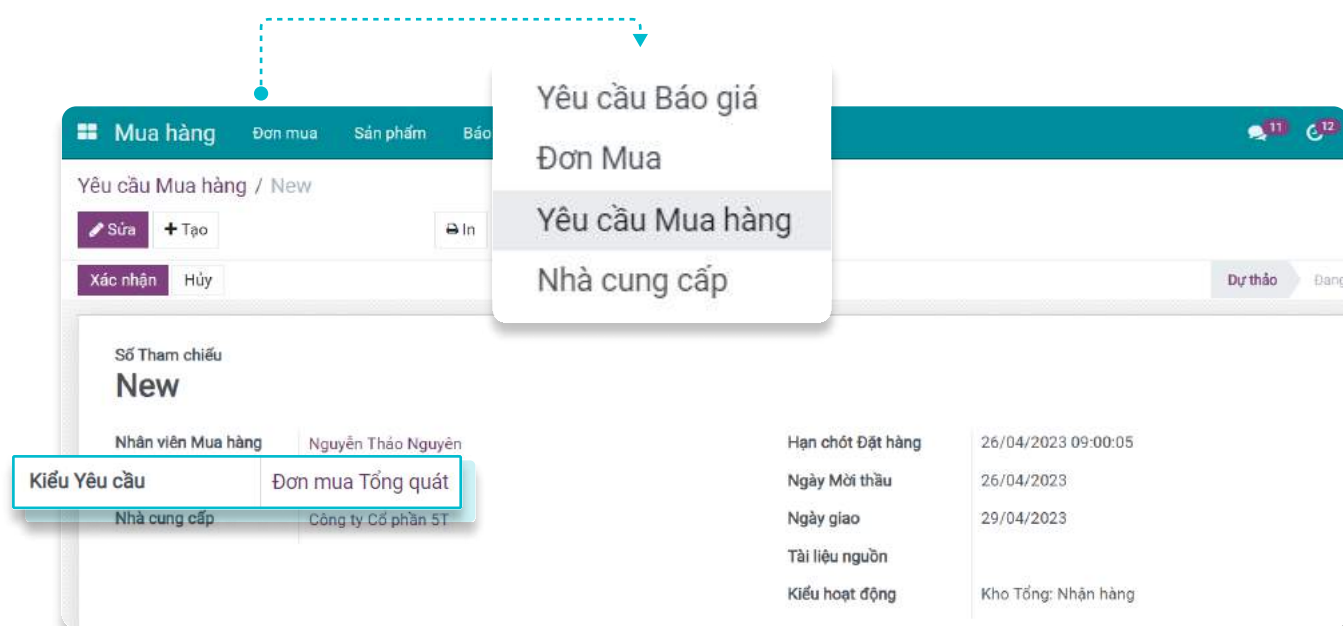 Yêu cầu Báo giá
Đơn Mua
Yêu cầu Mua hàng
Nhà cung cấp
Mua hàng Đơn mua Sản phẩm Báo 11 12
Yêu cầu Mua hàng / New
Sửa + Tạo In
Xác nhận Hủy Dự thảo Đang
Số Tham chiếu
New
Nhân viên Mua hàng Nguyễn Thảo Nguyên
Kiểu Yêu cầu Đơn mua Tổng quát
Nhà cung cấp Công ty Cổ phần 5T
Hạn chót Đặt hàng 26/04/2023 09:00:05
Ngày Mời thầu 26/04/2023
Ngày giao 29/04/2023
Tài liệu nguồn
Kiểu hoạt động Kho Tổng: Nhận hàng